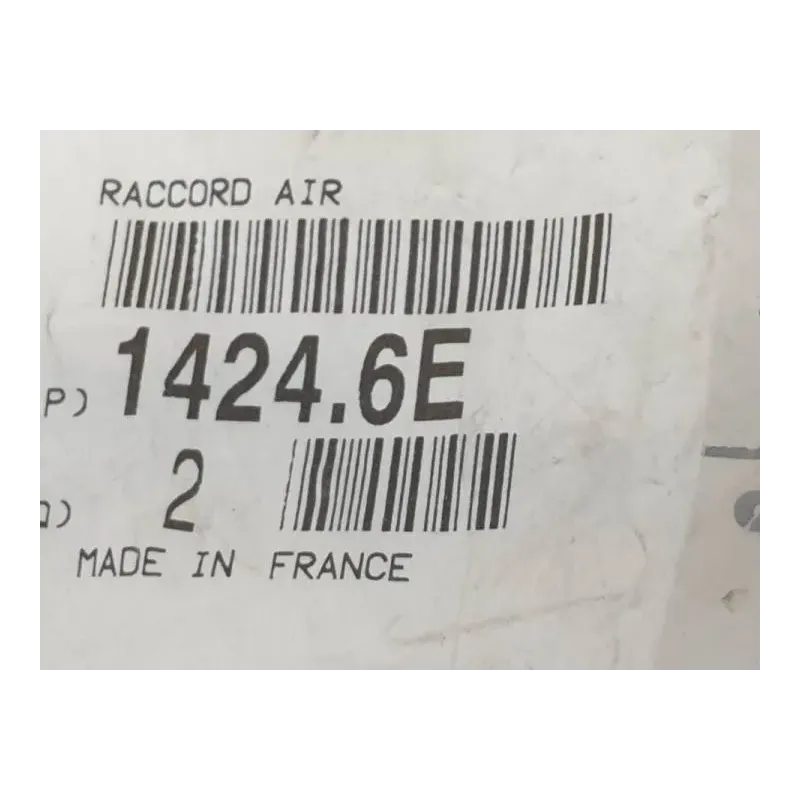 RACCORD AIR
P) 1424.6E
Q) 2
MADE IN FRANCE